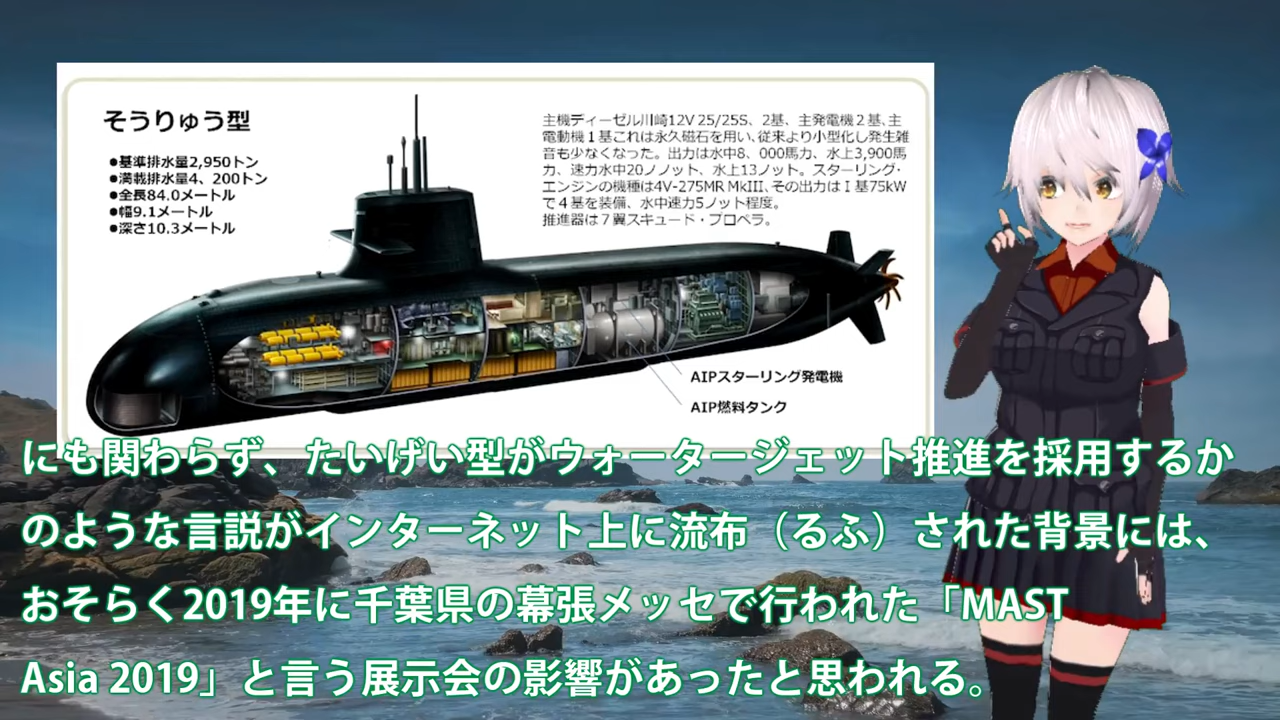 そうりゅう型
●基準排水量2,950トン
●満載排水量4、200トン
●全長84.0メートル
●幅9.1メートル
●深さ10.3メートル
主機ディーゼル川崎12V 25/25S、2基、主発電機2基、主
電動機1基これは永久磁石を用い、従来より小型化し発生雑
音も少なくなった。出力は水中8、000馬力、水上3,900馬
力、速力水中20ノノット、水上13ノット。スターリング・
エンジンの機種は4V-275MR MkIII、その出力はI基75kW
で4基を装備、水中速力5ノット程度。
推進器は7翼スキュード・プロペラ。
AIPスターリング発電機
AIP燃料タンク
にも関わらず、たいげい型がウォータージェット推進を採用するか
のような言説がインターネット上に流布（るふ）された背景には、
おそらく2019年に千葉県の幕張メッセで行われた「MAST
Asia 2019」と言う展示会の影響があったと思われる。